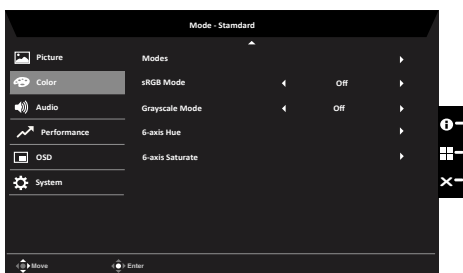 Mode - Stamdard
Picture
Color
Audio
Performance
OSD
System
Modes
sRGB Mode Off
Grayscale Mode Off
6-axis Hue
6-axis Saturate
Move Enter